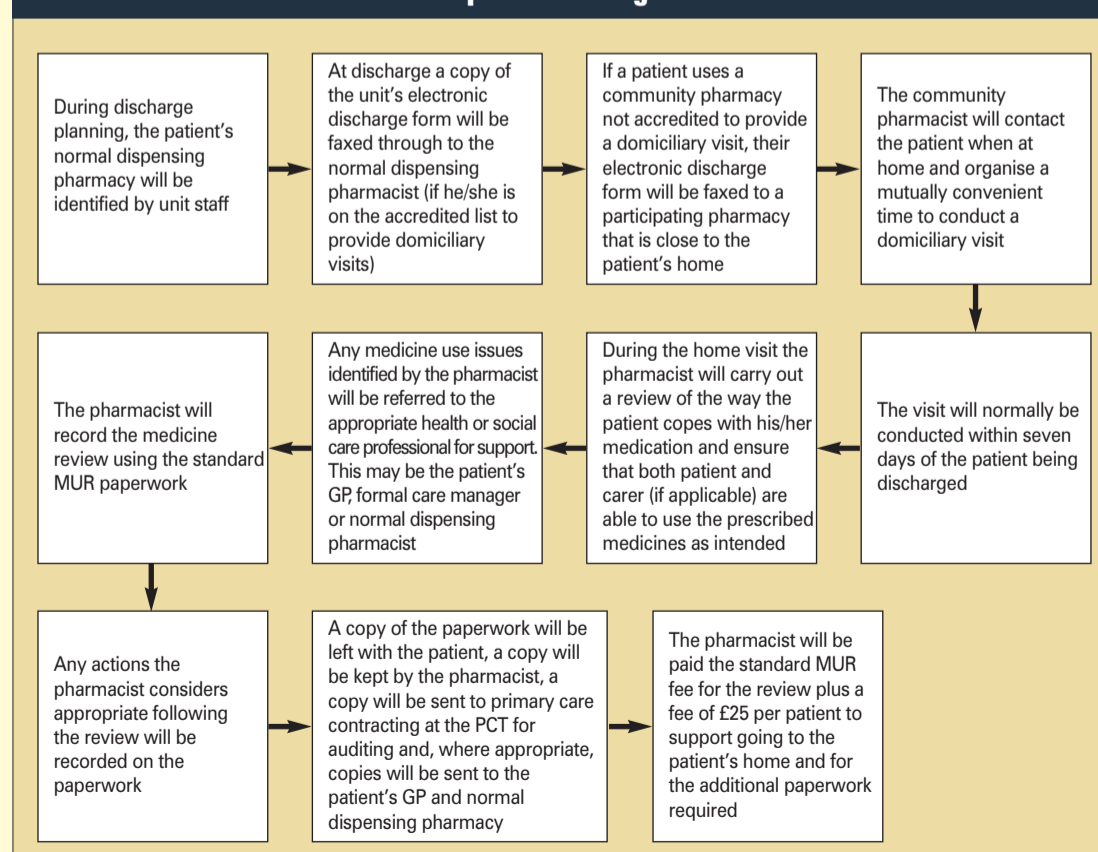 During discharge
planning, the patient's
normal dispensing
pharmacy will be
identified by unit staff
At discharge a copy of
the unit's electronic
discharge form will be
faxed through to the
normal dispensing
pharmacist (if he/she is
on the accredited list to
provide domiciliary
visits)
If a patient uses a
community pharmacy
not accredited to provide
a domiciliary visit, their
electronic discharge
form will be faxed to a
participating pharmacy
that is close to the
patient's home
The community
pharmacist will contact
the patient when at
home and organise a
mutually convenient
time to conduct a
domiciliary visit
The visit will normally be
conducted within seven
days of the patient being
discharged
During the home visit the
pharmacist will carry out
a review of the way the
patient copes with his/her
medication and ensure
that both patient and
carer (if applicable) are
able to use the prescribed
medicines as intended
Any medicine use issues
identified by the pharmacist
will be referred to the
appropriate health or social
care professional for support.
This may be the patient's
GP, formal care manager
or normal dispensing
pharmacist
The pharmacist will
record the medicine
review using the standard
MUR paperwork
Any actions the
pharmacist considers
appropriate following
the review will be
recorded on the
paperwork
A copy of the paperwork will be
left with the patient, a copy will
be kept by the pharmacist, a
copy will be sent to primary care
contracting at the PCT for
auditing and, where appropriate,
copies will be sent to the
patient's GP and normal
dispensing pharmacy
The pharmacist will be
paid the standard MUR
fee for the review plus a
fee of £25 per patient to
support going to the
patient's home and for
the additional paperwork
required